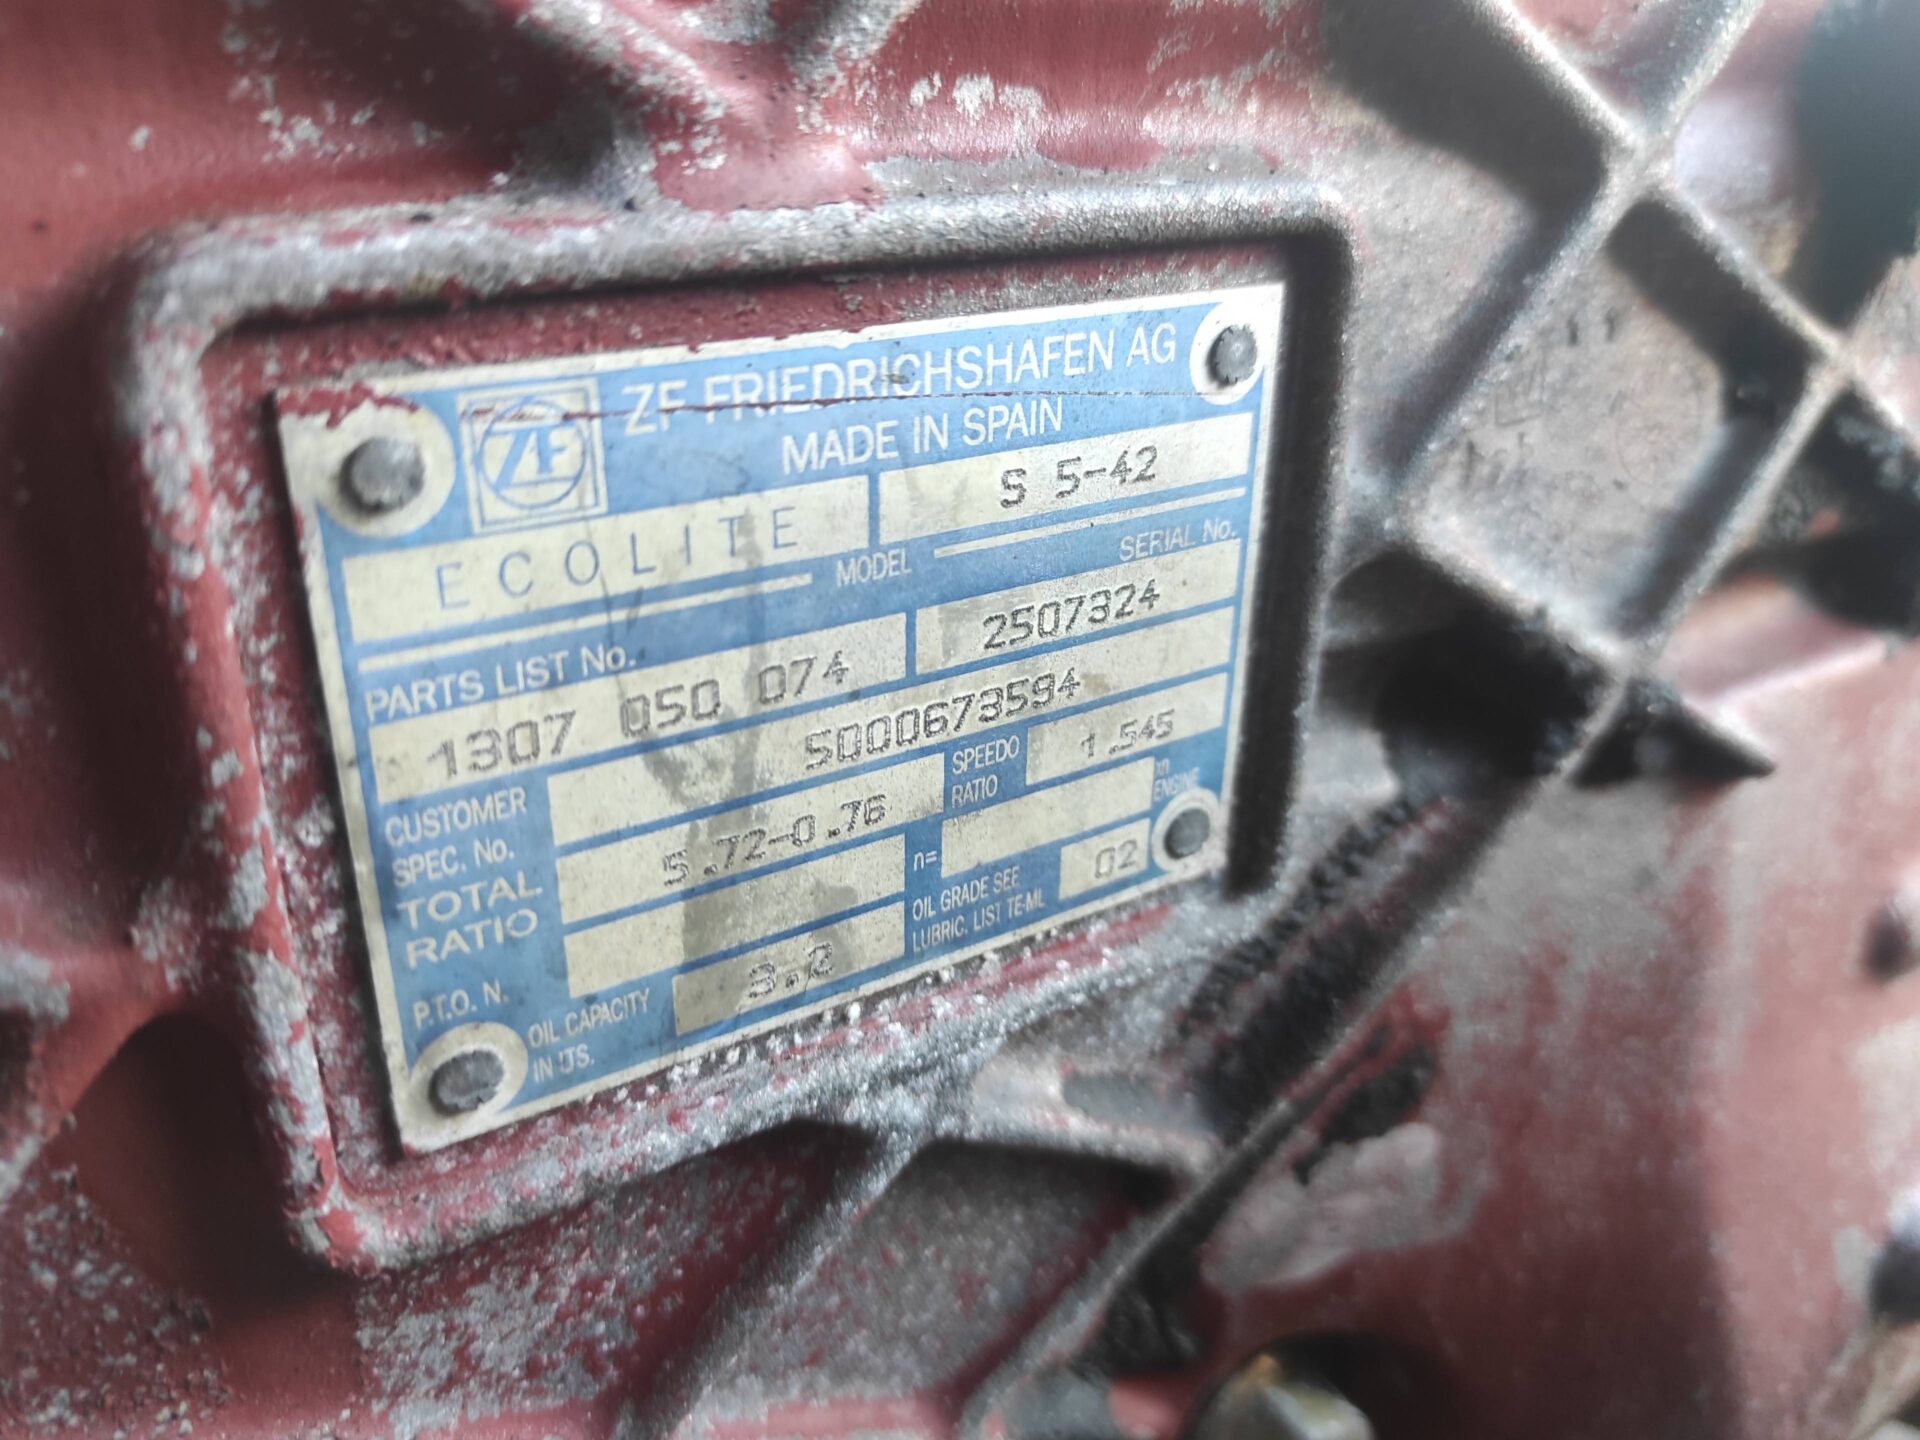 ZF
ZF FRIEDRICHSHAFEN AG
MADE IN SPAIN
ECOLITE
S 5-42
MODEL
PARTS LIST No.
SERIAL No.
1307 050 074
2507324
CUSTOMER
SPEC. No.
5000673594
TOTAL
RATIO
5.72-0.76
SPEEDO
RATIO
1.545
P.T.O. N.
n=
ENGINE
OIL CAPACITY
IN LTS.
3.2
OIL GRADE SEE
LUBRIC. LIST TE-ML
02